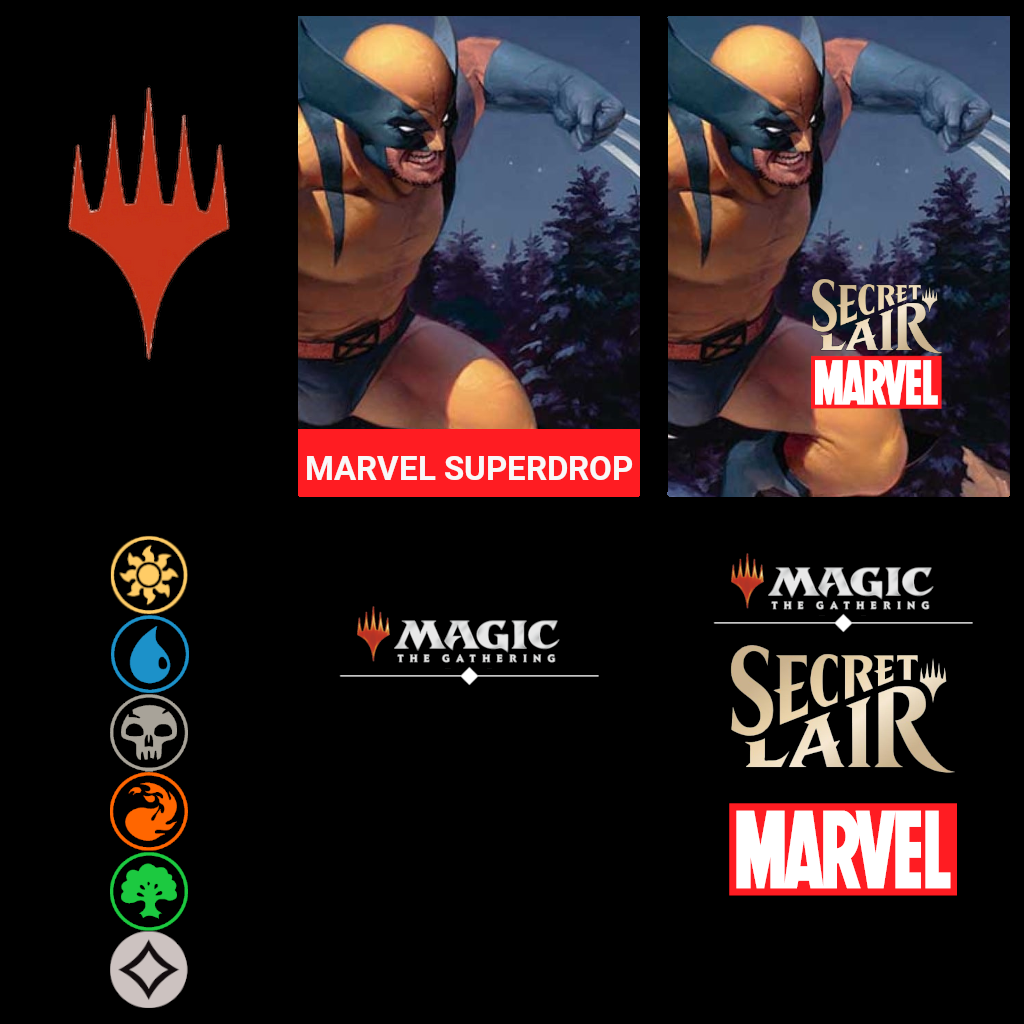 SECRET
LAIR
MARVEL
MARVEL SUPERDROP
MAGIC
THE GATHERING
MAGIC
THE GATHERING
SECRET
LAIR
MARVEL